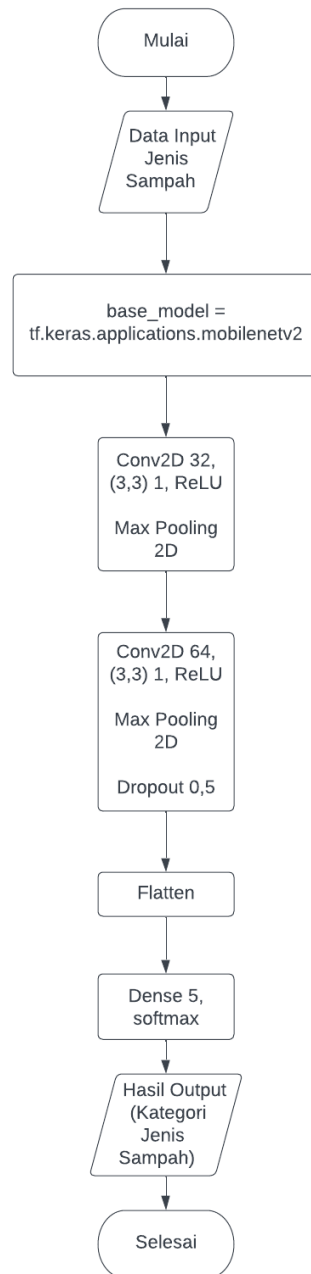 Mulai
Data Input
Jenis
Sampah
base_model =
tf.keras.applications.mobilenetv2
Conv2D 32,
(3,3) 1, ReLU
Max Pooling
2D
Conv2D 64,
(3,3) 1, ReLU
Max Pooling
2D
Dropout 0,5
Flatten
Dense 5,
softmax
Hasil Output
(Kategori
Jenis
Sampah)
Selesai